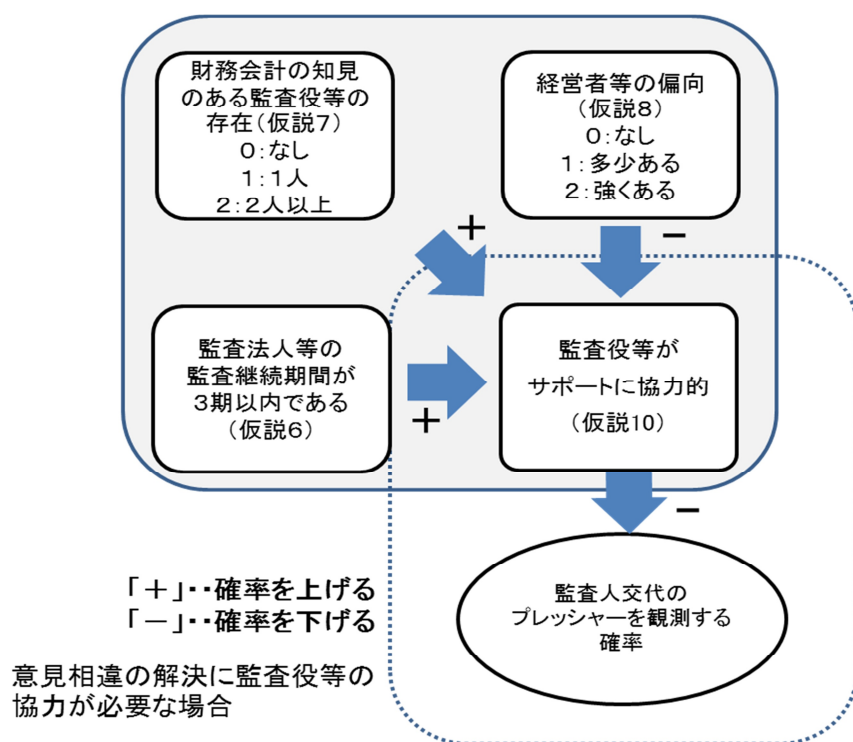 財務会計の知見
のある監査役等の
存在(仮説7)
0:なし
1:1人
2:2人以上
経営者等の偏向
(仮説8)
0:なし
1:多少ある
2:強くある
+
−
監査法人等の
監査継続期間が
3期以内である
(仮説6)
+
監査役等が
サポートに協力的
(仮説10)
−
「+」・・確率を上げる
「−」・・確率を下げる
意見相違の解決に監査役等の
協力が必要な場合
監査人交代の
プレッシャーを観測する
確率